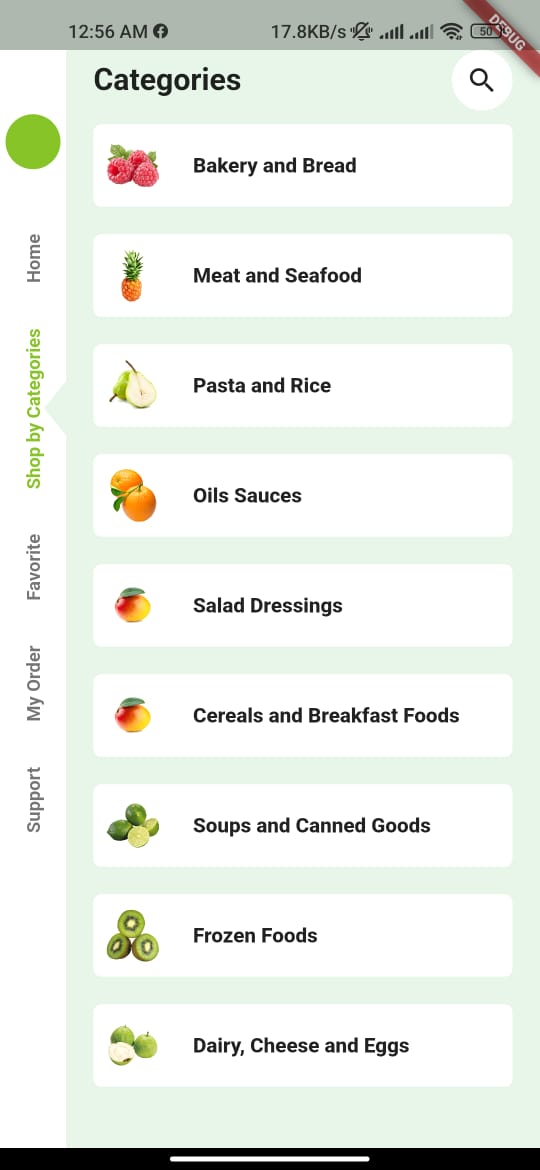 12:56 AM
17.8KB/s
50
DEBUG
Categories
Home
Shop by Categories
Favorite
My Order
Support
Bakery and Bread
Meat and Seafood
Pasta and Rice
Oils Sauces
Salad Dressings
Cereals and Breakfast Foods
Soups and Canned Goods
Frozen Foods
Dairy, Cheese and Eggs